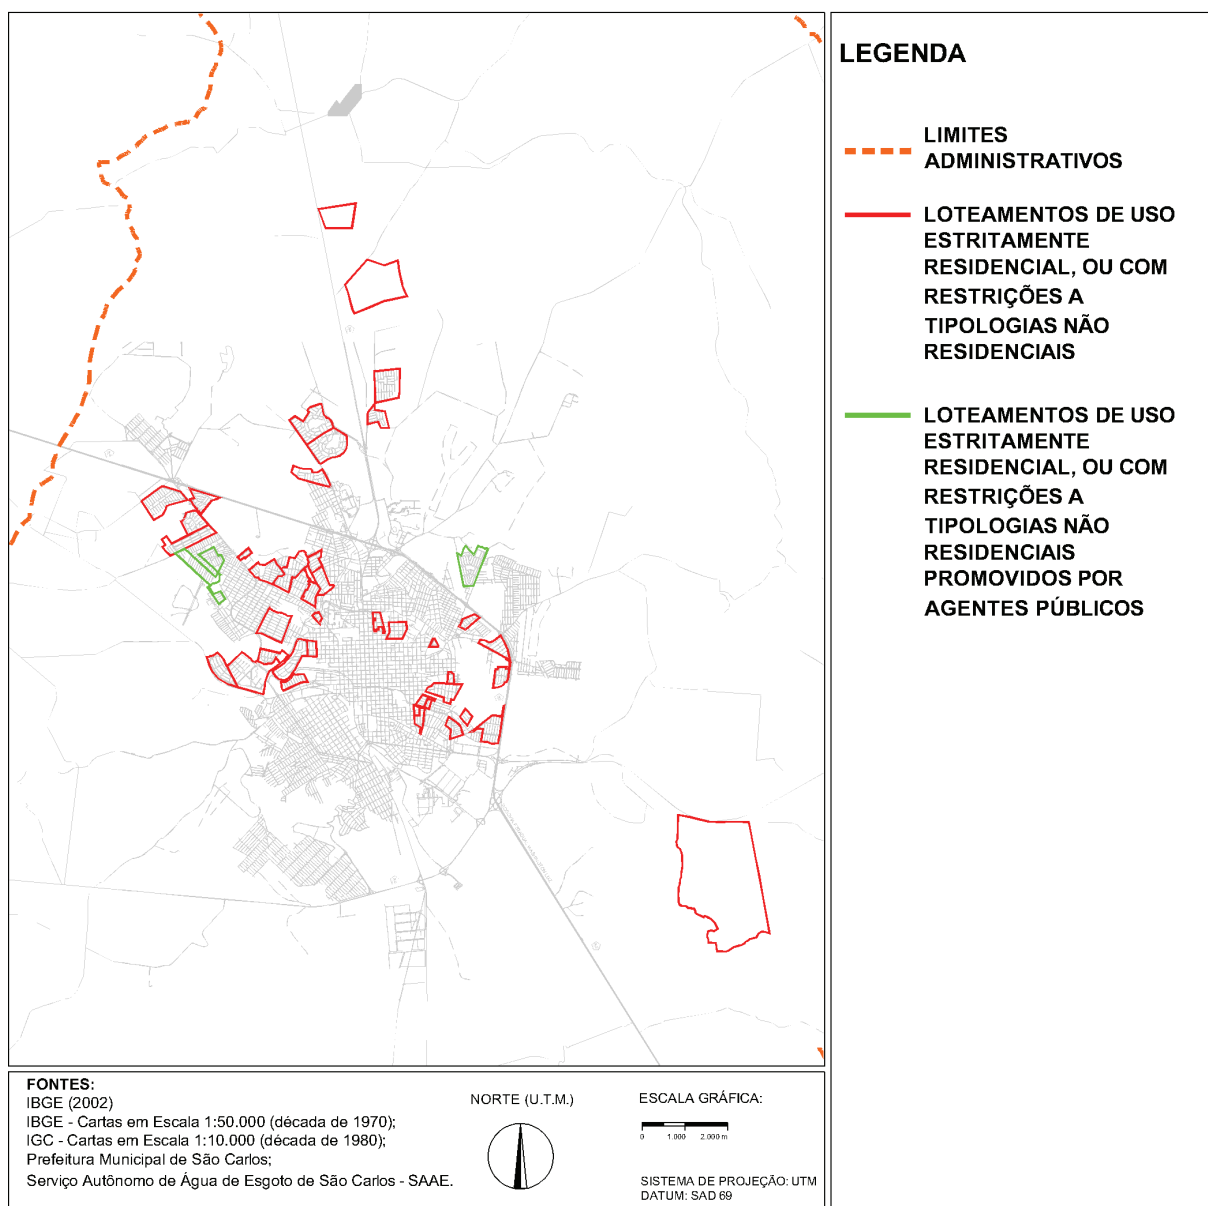 LEGENDA
LIMITES
ADMINISTRATIVOS
LOTEAMENTOS DE USO
ESTRITAMENTE
RESIDENCIAL, OU COM
RESTRIÇÕES A
TIPOLOGIAS NÃO
RESIDENCIAIS
LOTEAMENTOS DE USO
ESTRITAMENTE
RESIDENCIAL, OU COM
RESTRIÇÕES A
TIPOLOGIAS NÃO
RESIDENCIAIS
PROMOVIDOS POR
AGENTES PÚBLICOS
FONTES:
IBGE (2002)
IBGE - Cartas em Escala 1:50.000 (década de 1970);
IGC - Cartas em Escala 1:10.000 (década de 1980);
Prefeitura Municipal de São Carlos;
Serviço Autônomo de Água de Esgoto de São Carlos - SAAE.
NORTE (U.T.M.)
ESCALA GRÁFICA:
0 1.000 2.000 m
SISTEMA DE PROJEÇÃO: UTM
DATUM: SAD 69